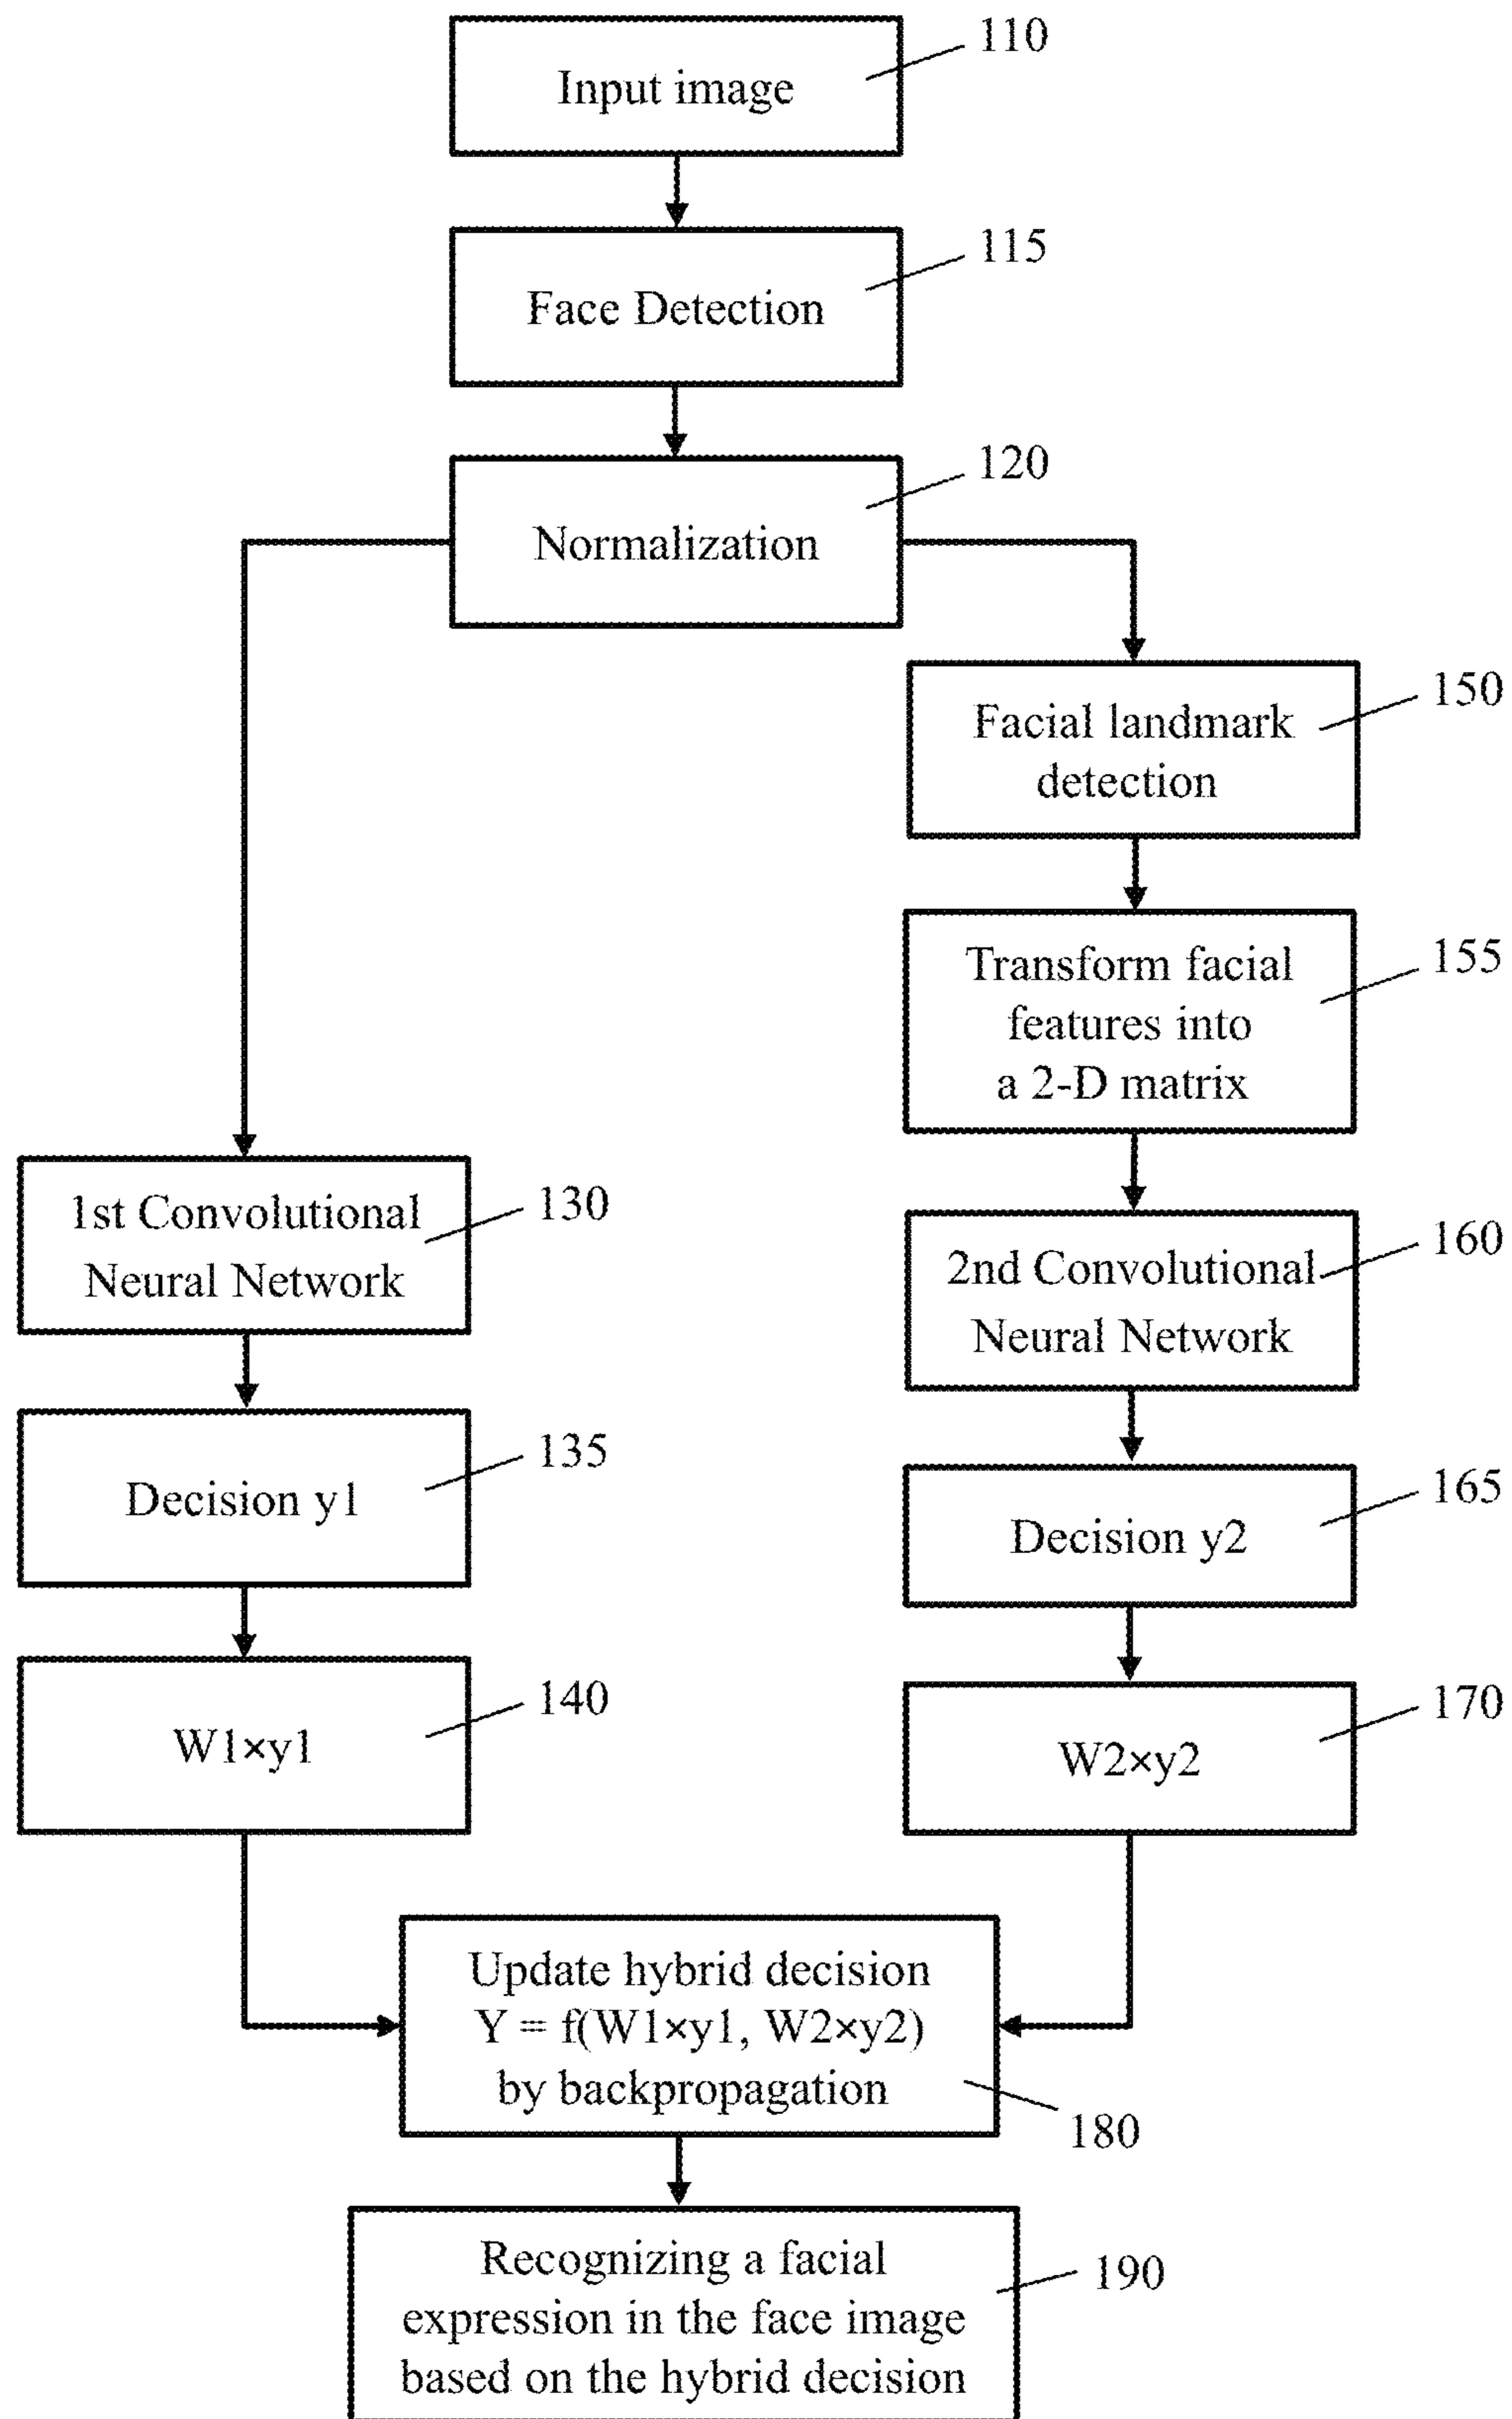 110
Input image
115
Face Detection
120
Normalization
150
Facial landmark
detection
155
Transform facial
features into
a 2-D matrix
130
1st Convolutional
Neural Network
160
2nd Convolutional
Neural Network
135
Decision y1
165
Decision y2
140
W1×y1
170
W2×y2
Update hybrid decision
Y = f(W1×y1, W2×y2)
by backpropagation
180
Recognizing a facial
expression in the face image
based on the hybrid decision
190